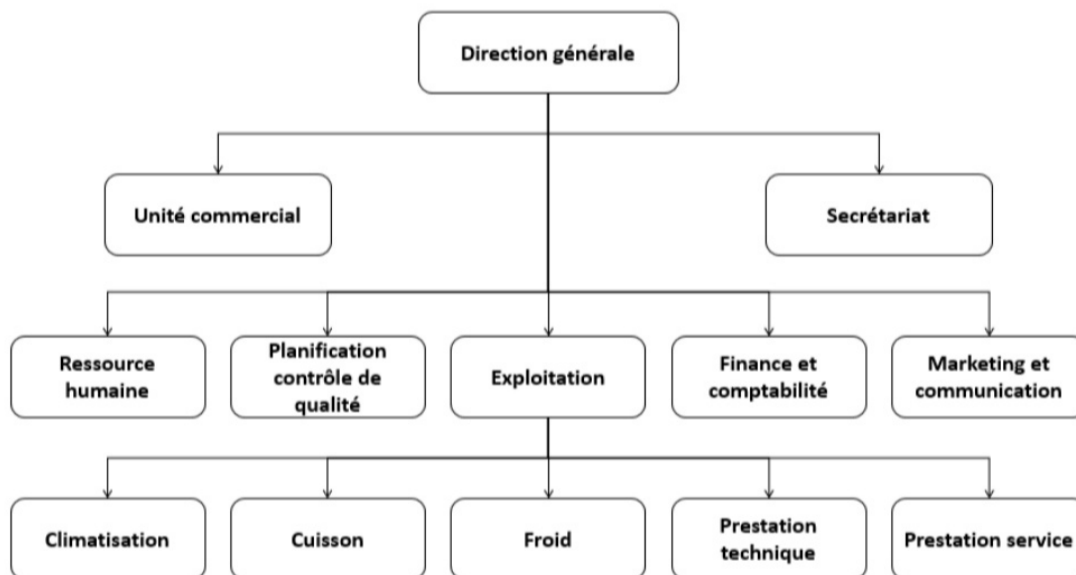 Direction générale
Unité commercial
Secrétariat
Ressource
humaine
Planification
contrôle de
qualité
Exploitation
Finance et
comptabilité
Marketing et
communication
Climatisation
Cuisson
Froid
Prestation
technique
Prestation service